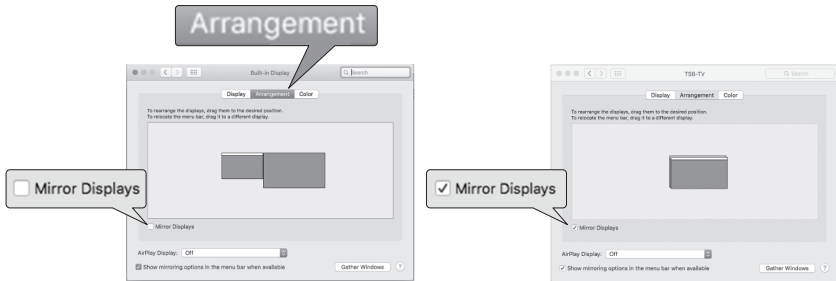 Arrangement
Built-in Display
Search
Display Arrangement Color
To rearrange the displays, drag them to the desired position.
To relocate the menu bar, drag it to a different display.
Mirror Displays
Mirror Displays
AirPlay Display: Off
Show mirroring options in the menu bar when available
Gather Windows ?
TSB-TV
Search
Display Arrangement Color
To rearrange the displays, drag them to the desired position.
To relocate the menu bar, drag it to a different display.
Mirror Displays
Mirror Displays
AirPlay Display: Off
Show mirroring options in the menu bar when available
Gather Windows ?